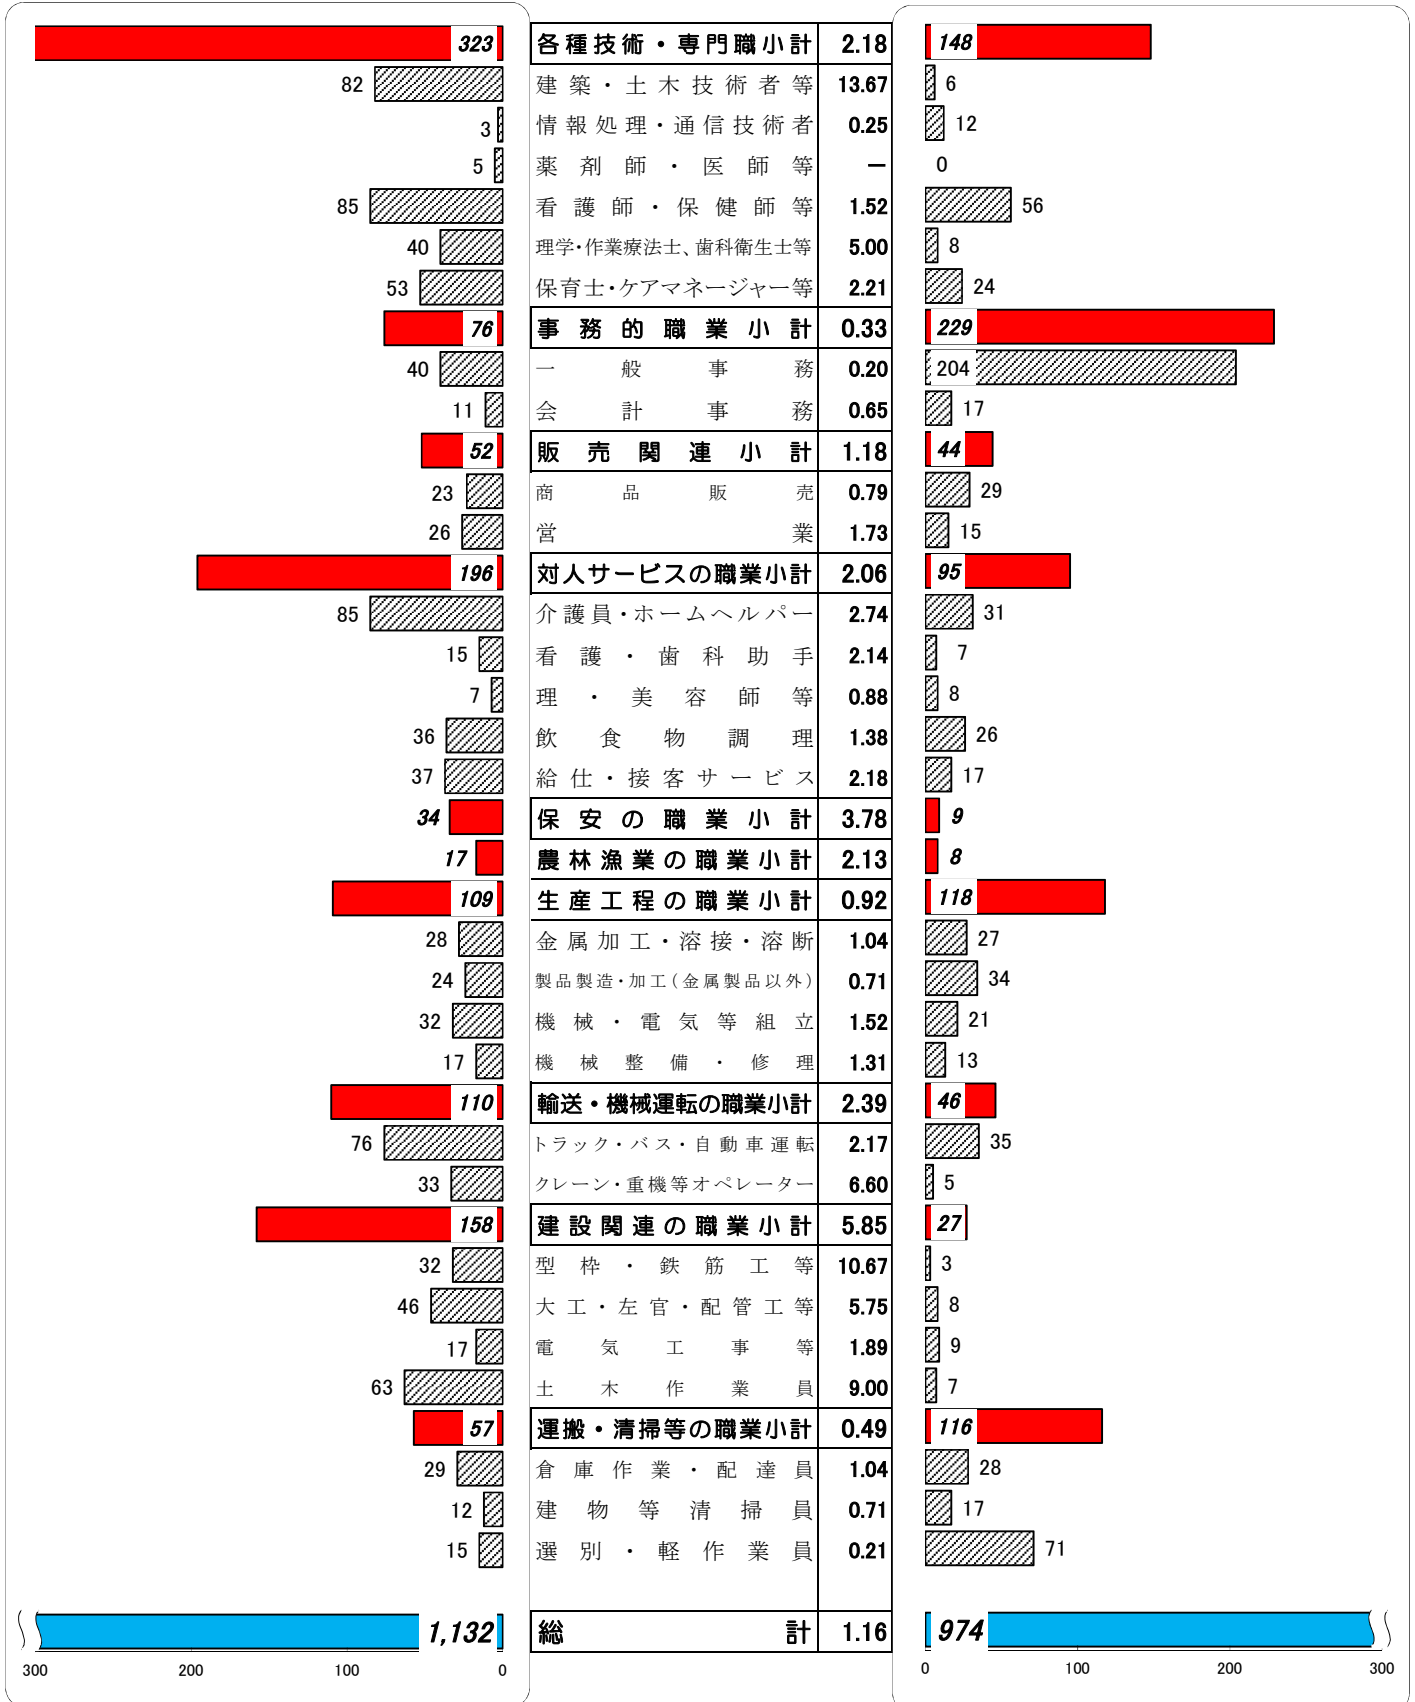 323 各種技術・専門職小計 2.18 148
82 建築・土木技術者等 13.67 6
3 情報処理・通信技術者 0.25 12
5 薬剤師・医師等 ー 0
85 看護師・保健師等 1.52 56
40 理学・作業療法士、歯科衛生士等 5.00 8
53 保育士・ケアマネージャー等 2.21 24
76 事務的職業小計 0.33 229
40 一般事務 0.20 204
11 会計事務 0.65 17
52 販売関連小計 1.18 44
23 商品販売 0.79 29
26 営業 1.73 15
196 対人サービスの職業小計 2.06 95
85 介護員・ホームヘルパー 2.74 31
15 看護・歯科助手 2.14 7
7 理・美容師等 0.88 8
36 飲食物調理 1.38 26
37 給仕・接客サービス 2.18 17
34 保安の職業小計 3.78 9
17 農林漁業の職業小計 2.13 8
109 生産工程の職業小計 0.92 118
28 金属加工・溶接・溶断 1.04 27
24 製品製造・加工(金属製品以外) 0.71 34
32 機械・電気等組立 1.52 21
17 機械整備・修理 1.31 13
110 輸送・機械運転の職業小計 2.39 46
76 トラック・バス・自動車運転 2.17 35
33 クレーン・重機等オペレーター 6.60 5
158 建設関連の職業小計 5.85 27
32 型枠・鉄筋工等 10.67 3
46 大工・左官・配管工等 5.75 8
17 電気工事等 1.89 9
63 土木作業員 9.00 7
57 運搬・清掃等の職業小計 0.49 116
29 倉庫作業・配達員 1.04 28
12 建物等清掃員 0.71 17
15 選別・軽作業員 0.21 71
1,132 総計 1.16 974
300 200 100 0 0 100 200 300